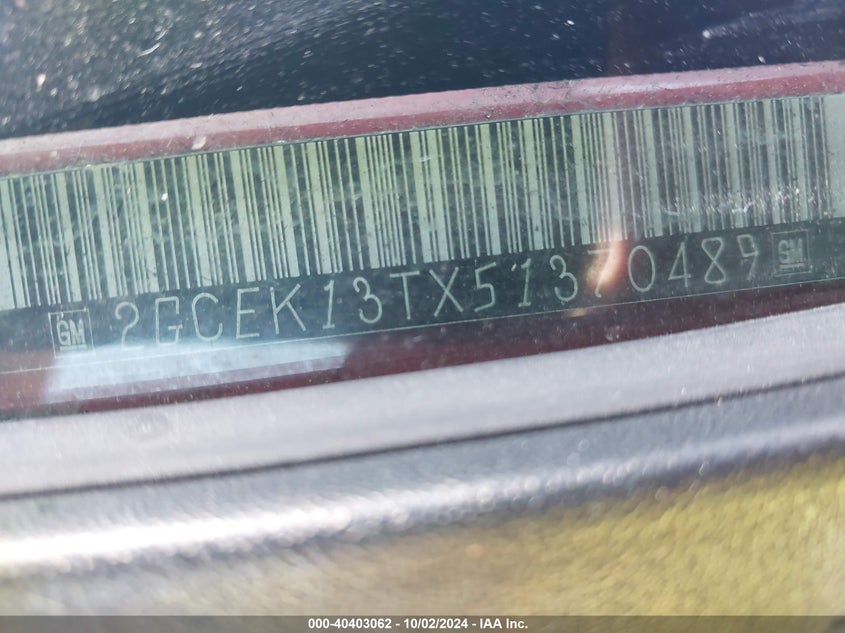 GM 2GCEK13TX51370489 GM
000-40403062 - 10/02/2024 - IAA Inc.